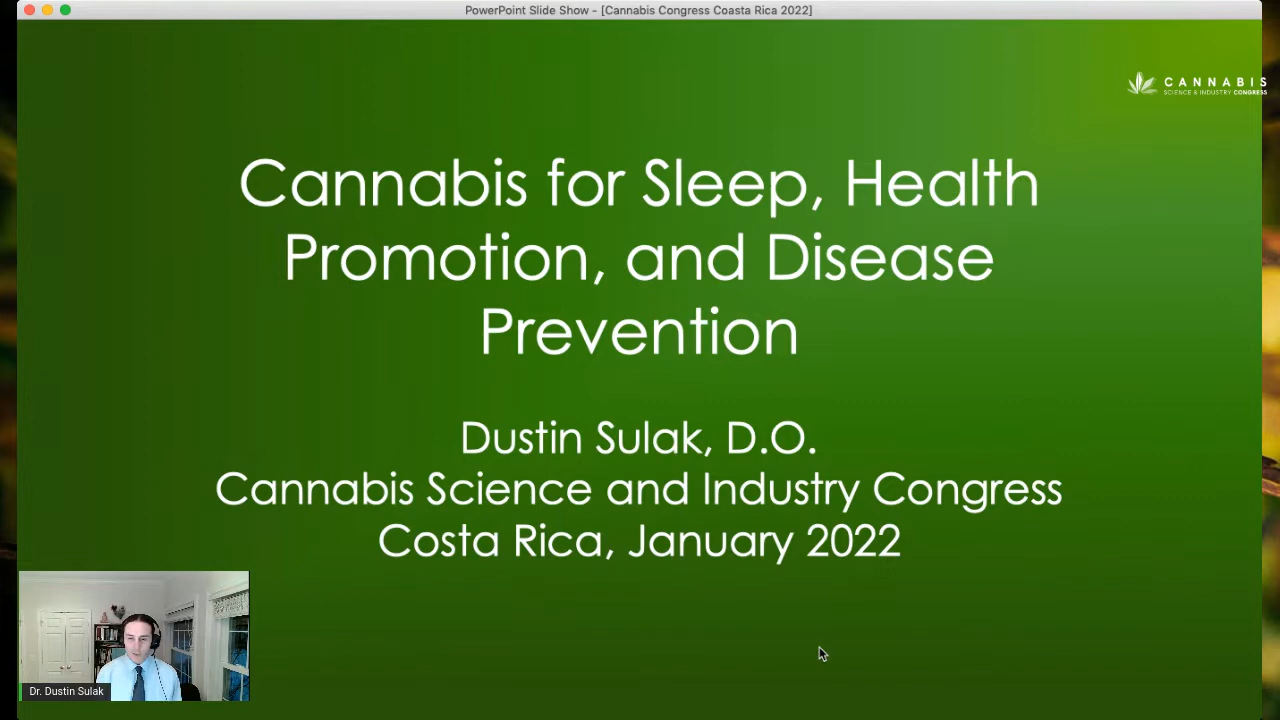 PowerPoint Slide Show - [Cannabis Congress Coasta Rica 2022]
CANNABIS
SCIENCE & INDUSTRY CONGRESS
Cannabis for Sleep, Health
Promotion, and Disease
Prevention
Dustin Sulak, D.O.
Cannabis Science and Industry Congress
Costa Rica, January 2022
Dr. Dustin Sulak